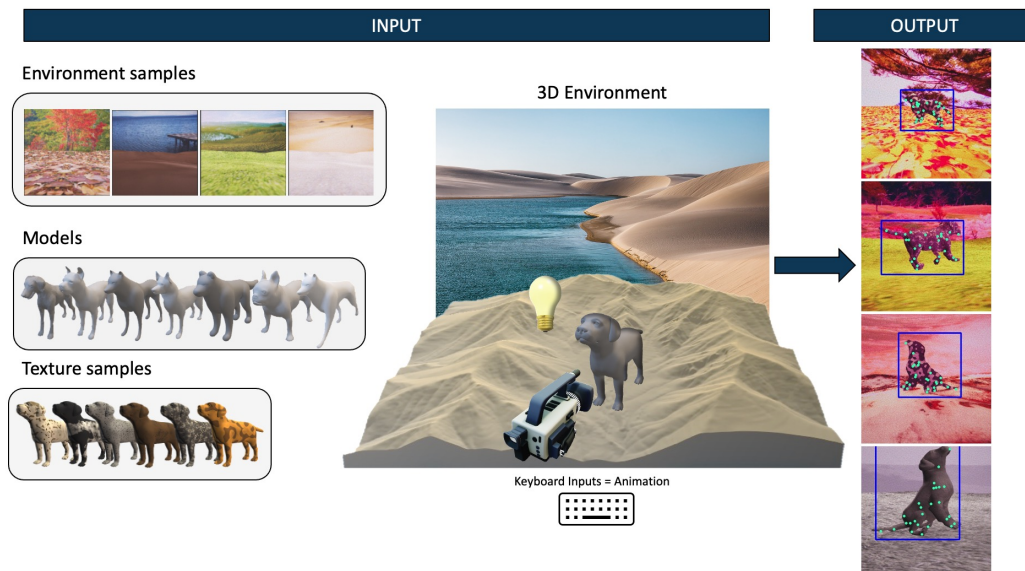 INPUT
OUTPUT
Environment samples
3D Environment
Models
Texture samples
Keyboard Inputs = Animation